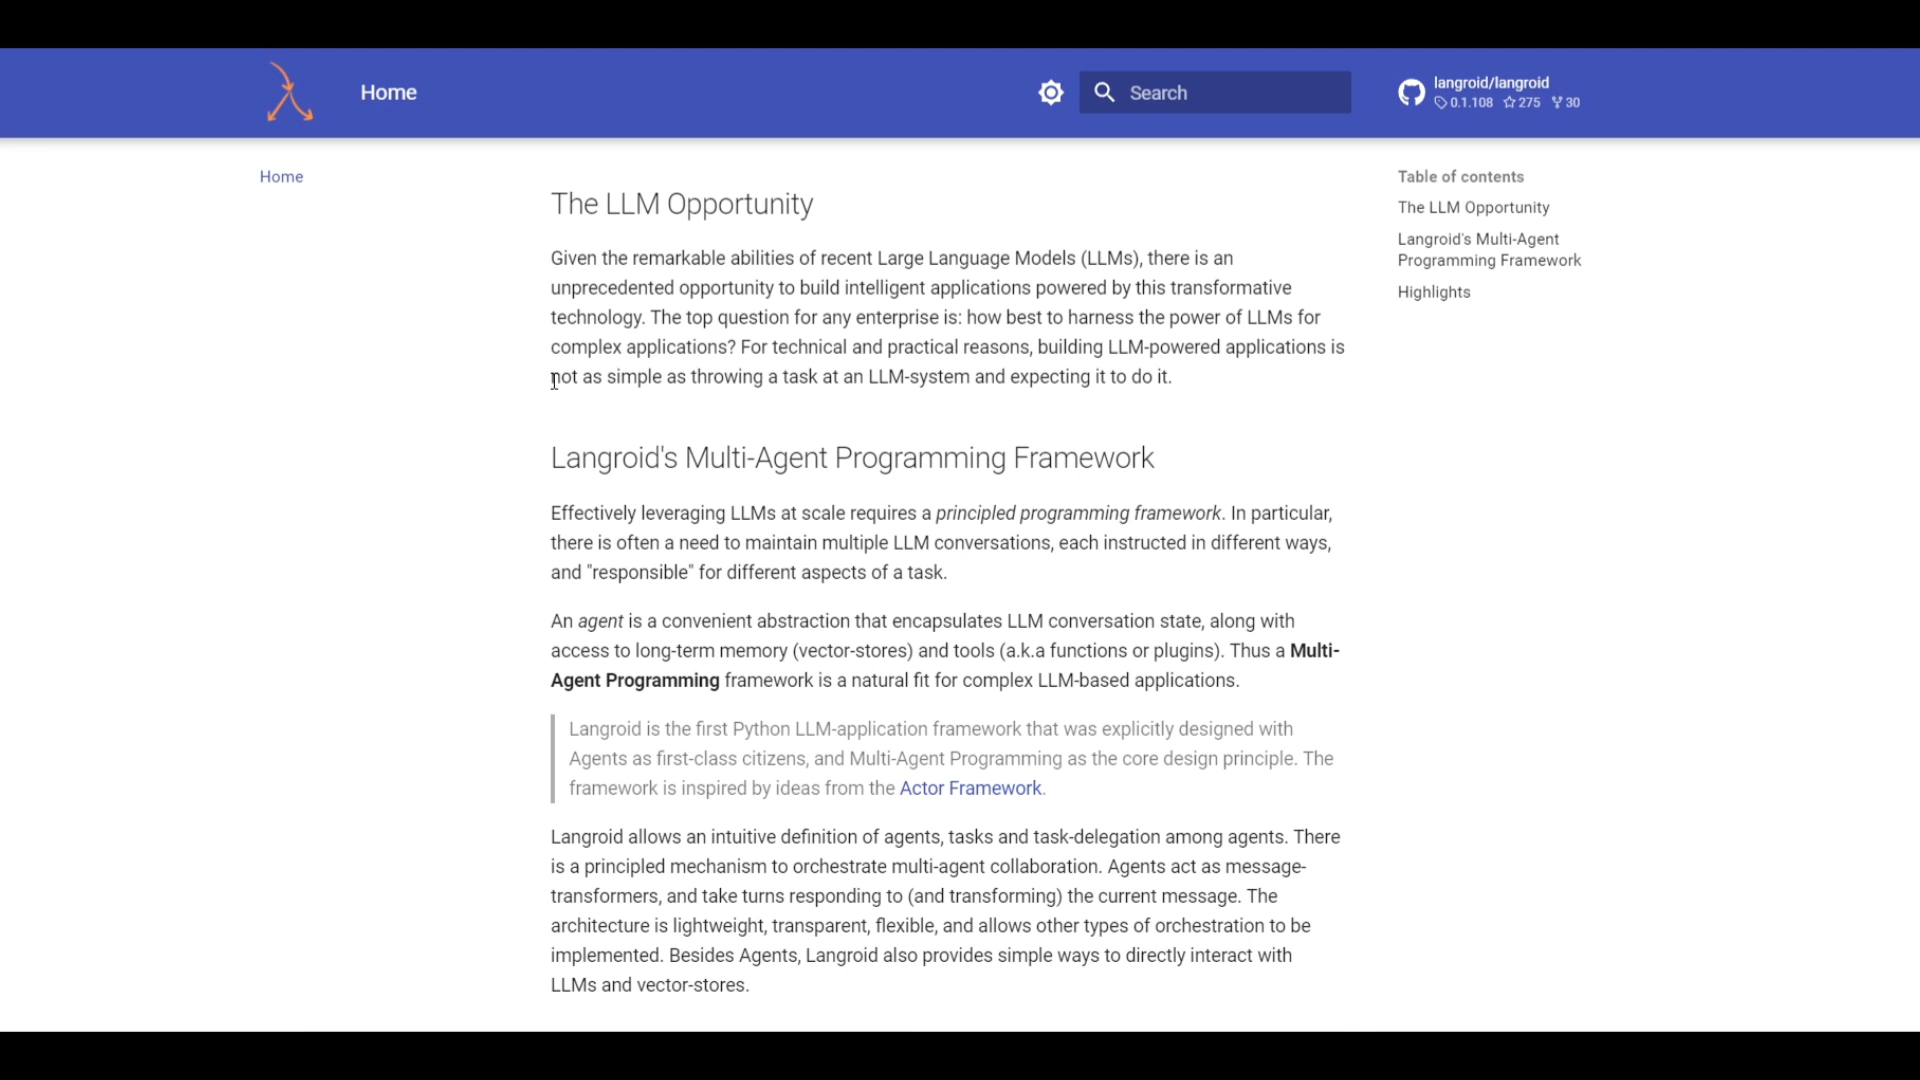 Home
Search
langroid/langroid
0.1.108 275 30
Home
The LLM Opportunity
Given the remarkable abilities of recent Large Language Models (LLMs), there is an
unprecedented opportunity to build intelligent applications powered by this transformative
technology. The top question for any enterprise is: how best to harness the power of LLMs for
complex applications? For technical and practical reasons, building LLM-powered applications is
not as simple as throwing a task at an LLM-system and expecting it to do it.
Langroid's Multi-Agent Programming Framework
Effectively leveraging LLMs at scale requires a principled programming framework. In particular,
there is often a need to maintain multiple LLM conversations, each instructed in different ways,
and "responsible" for different aspects of a task.
An agent is a convenient abstraction that encapsulates LLM conversation state, along with
access to long-term memory (vector-stores) and tools (a.k.a functions or plugins). Thus a Multi-
Agent Programming framework is a natural fit for complex LLM-based applications.
Langroid is the first Python LLM-application framework that was explicitly designed with
Agents as first-class citizens, and Multi-Agent Programming as the core design principle. The
framework is inspired by ideas from the Actor Framework.
Langroid allows an intuitive definition of agents, tasks and task-delegation among agents. There
is a principled mechanism to orchestrate multi-agent collaboration. Agents act as message-
transformers, and take turns responding to (and transforming) the current message. The
architecture is lightweight, transparent, flexible, and allows other types of orchestration to be
implemented. Besides Agents, Langroid also provides simple ways to directly interact with
LLMs and vector-stores.
Table of contents
The LLM Opportunity
Langroid's Multi-Agent
Programming Framework
Highlights